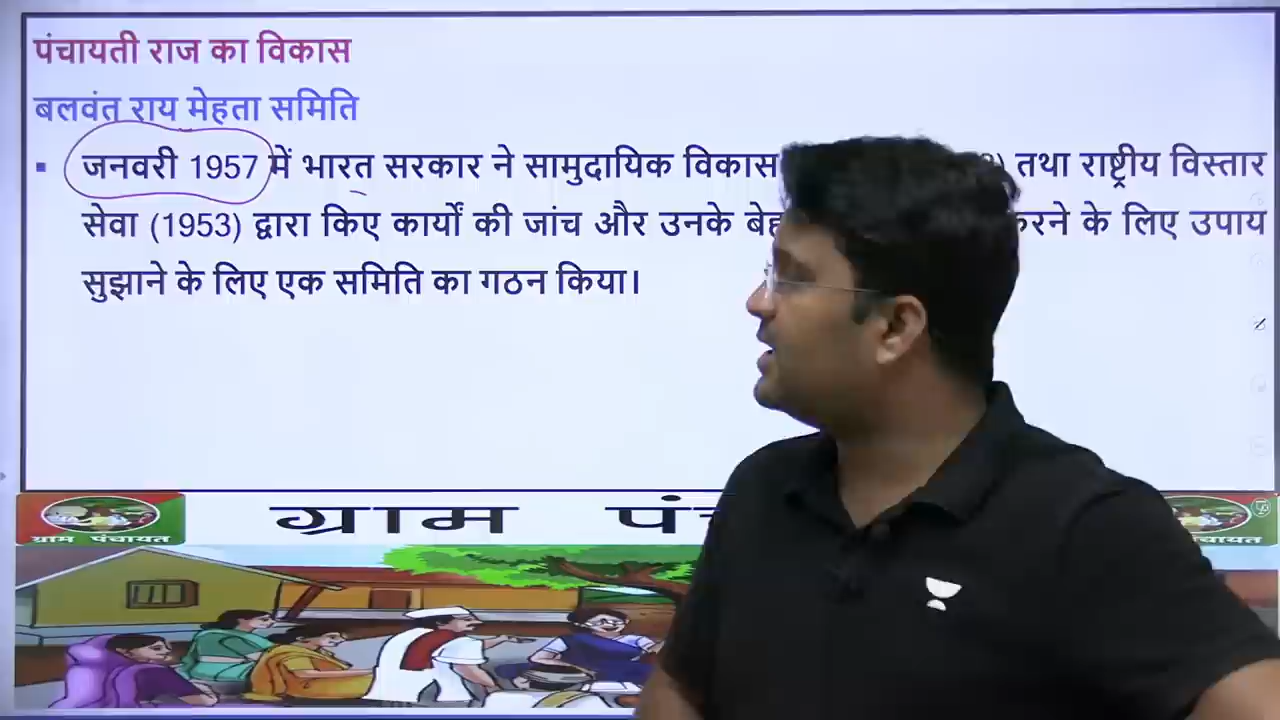 पंचायती राज का विकास
बलवंत राय मेहता समिति
▪ जनवरी 1957 में भारत सरकार ने सामुदायिक विकास तथा राष्ट्रीय विस्तार
सेवा (1953) द्वारा किए कार्यों की जांच और उनके करने के लिए उपाय
सुझाने के लिए एक समिति का गठन किया।
ग्राम
ग्राम पंचायत